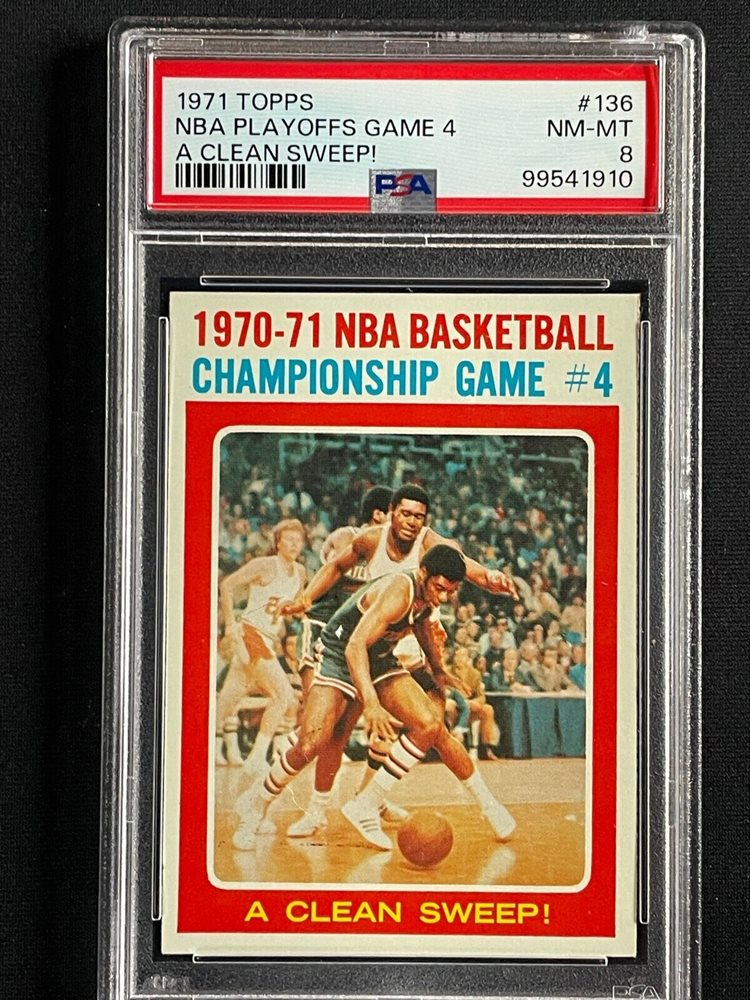 1971 TOPPS #136
NBA PLAYOFFS GAME 4 NM-MT
A CLEAN SWEEP! 8
PSA 99541910
1970-71 NBA BASKETBALL
CHAMPIONSHIP GAME #4
A CLEAN SWEEP!
PSA